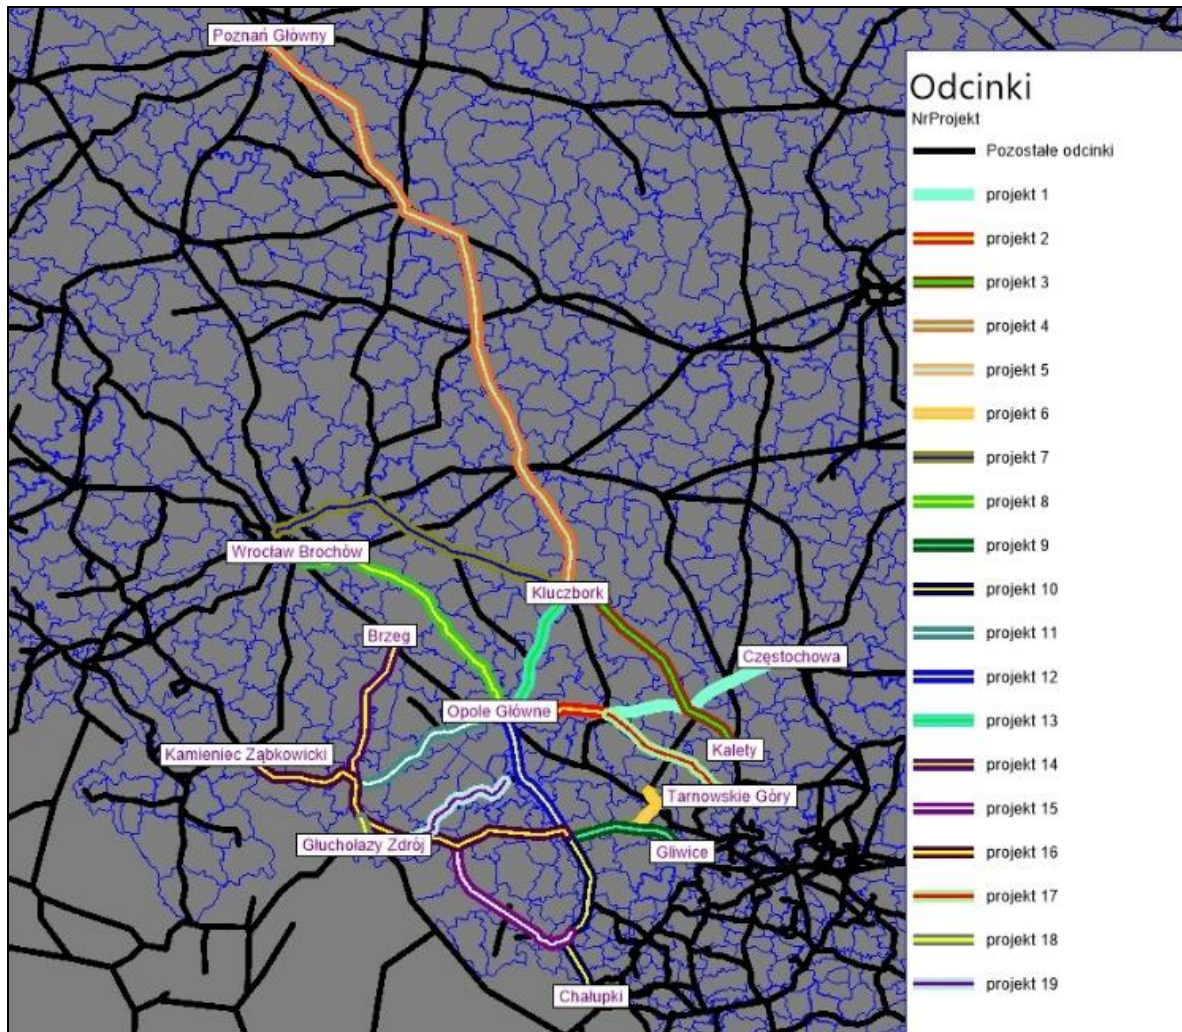 Poznań Główny
Wrocław Brochów
Kluczbork
Brzeg
Częstochowa
Opole Główne
Kamieniec Ząbkowicki
Kalety
Tarnowskie Góry
Głuchołazy Zdrój
Gliwice
Chałupki
Odcinki
NrProjekt
Pozostałe odcinki
projekt 1
projekt 2
projekt 3
projekt 4
projekt 5
projekt 6
projekt 7
projekt 8
projekt 9
projekt 10
projekt 11
projekt 12
projekt 13
projekt 14
projekt 15
projekt 16
projekt 17
projekt 18
projekt 19